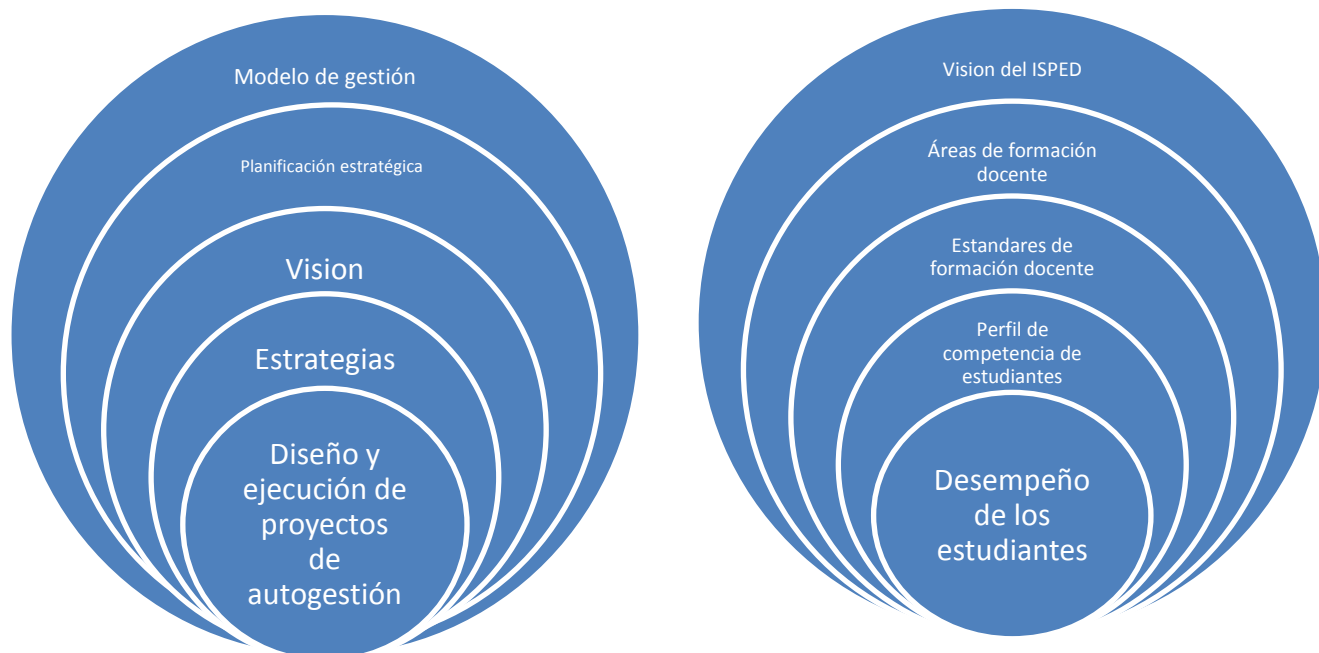 Modelo de gestión
Planificación estratégica
Vision
Estrategias
Diseño y
ejecución de
proyectos
de
autogestión
Vision del ISPED
Áreas de formación
docente
Estandares de
formación docente
Perfil de
competencia de
estudiantes
Desempeño
de los
estudiantes